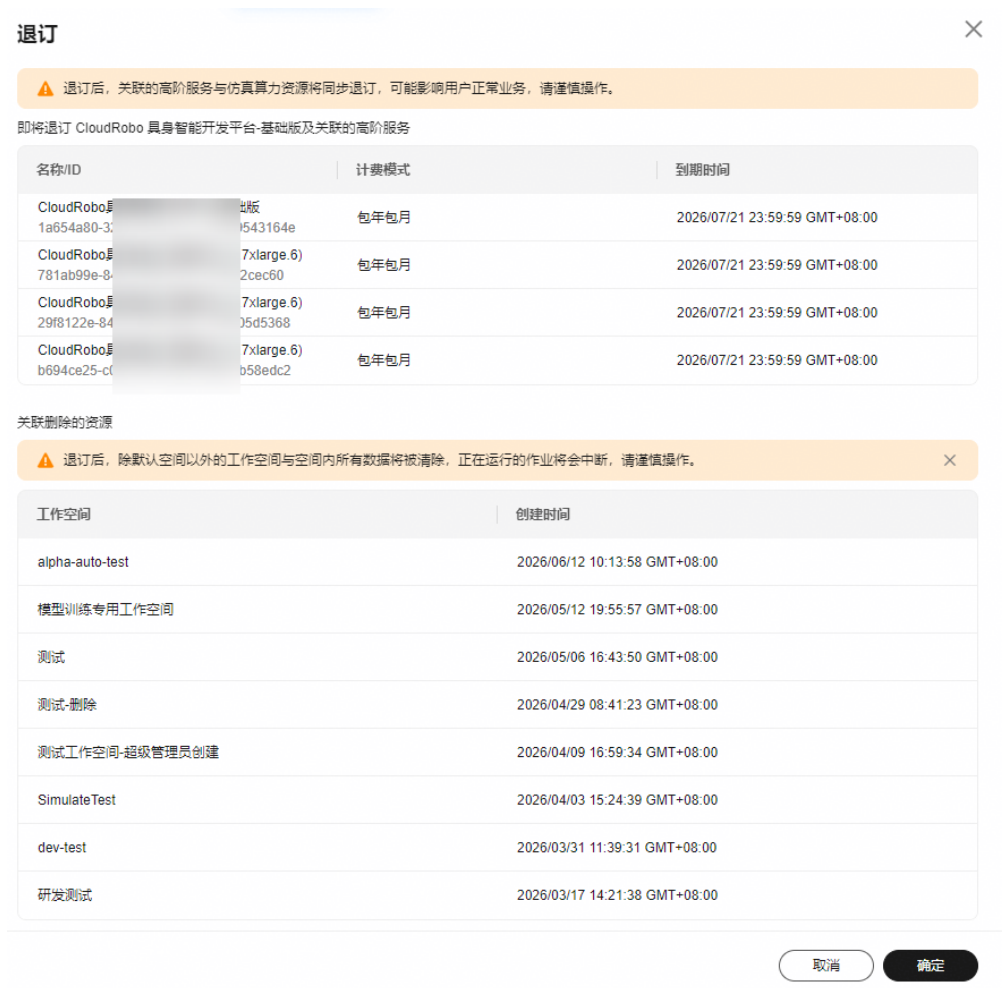 退订
退订后，关联的高阶服务与仿真算力资源将同步退订，可能影响用户正常业务，请谨慎操作。
即将退订 CloudRobo 具身智能开发平台-基础版及关联的高阶服务
名称/ID 计费模式 到期时间
CloudRobo 础版
1a654a80-3 543164e
包年包月 2026/07/21 23:59:59 GMT+08:00
CloudRobo 7xlarge.6)
781ab99e-8 2cec60
包年包月 2026/07/21 23:59:59 GMT+08:00
CloudRobo 7xlarge.6)
29f8122e-84 05d5368
包年包月 2026/07/21 23:59:59 GMT+08:00
CloudRobo 7xlarge.6)
b694ce25-c b58edc2
包年包月 2026/07/21 23:59:59 GMT+08:00
关联删除的资源
退订后，除默认空间以外的工作空间与空间内所有数据将被清除，正在运行的作业将会中断，请谨慎操作。
工作空间 创建时间
alpha-auto-test 2026/06/12 10:13:58 GMT+08:00
模型训练专用工作空间 2026/05/12 19:55:57 GMT+08:00
测试 2026/05/06 16:43:50 GMT+08:00
测试-删除 2026/04/29 08:41:23 GMT+08:00
测试工作空间-超级管理员创建 2026/04/09 16:59:34 GMT+08:00
SimulateTest 2026/04/03 15:24:39 GMT+08:00
dev-test 2026/03/31 11:39:31 GMT+08:00
研发测试 2026/03/17 14:21:38 GMT+08:00
取消 确定